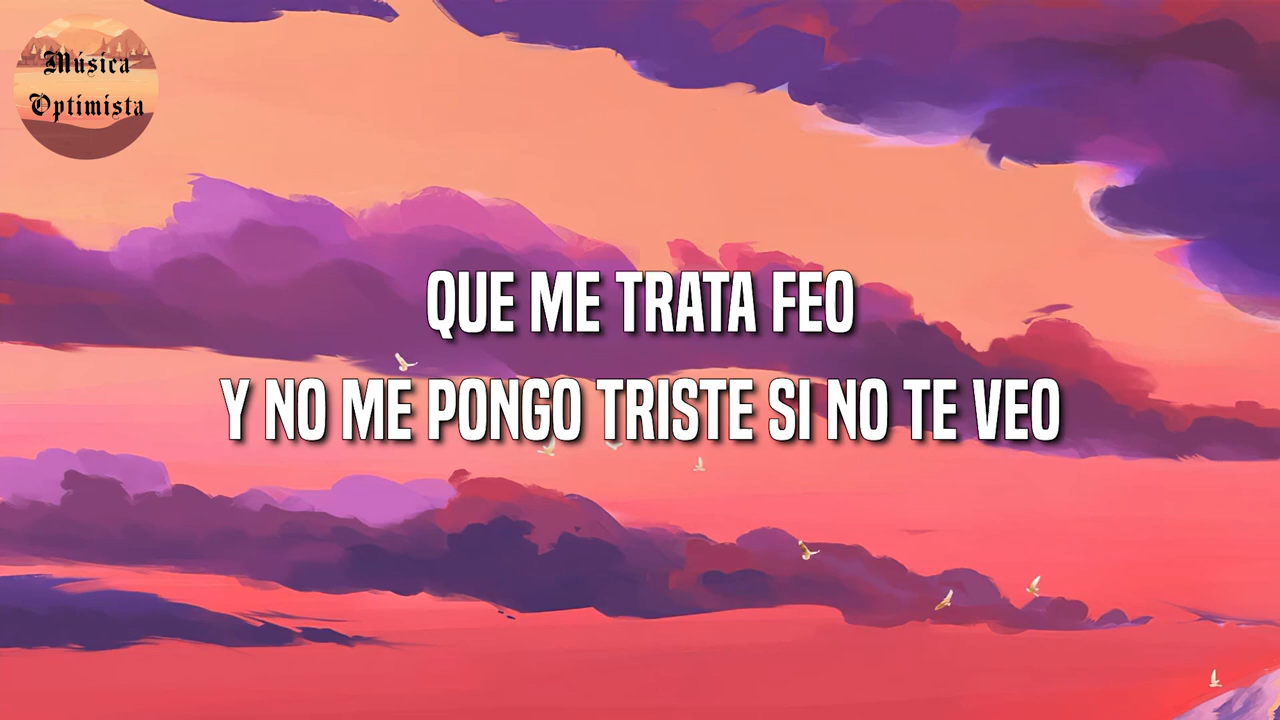 Música
Optimista
QUE ME TRATA FEO
Y NO ME PONGO TRISTE SI NO TE VEO